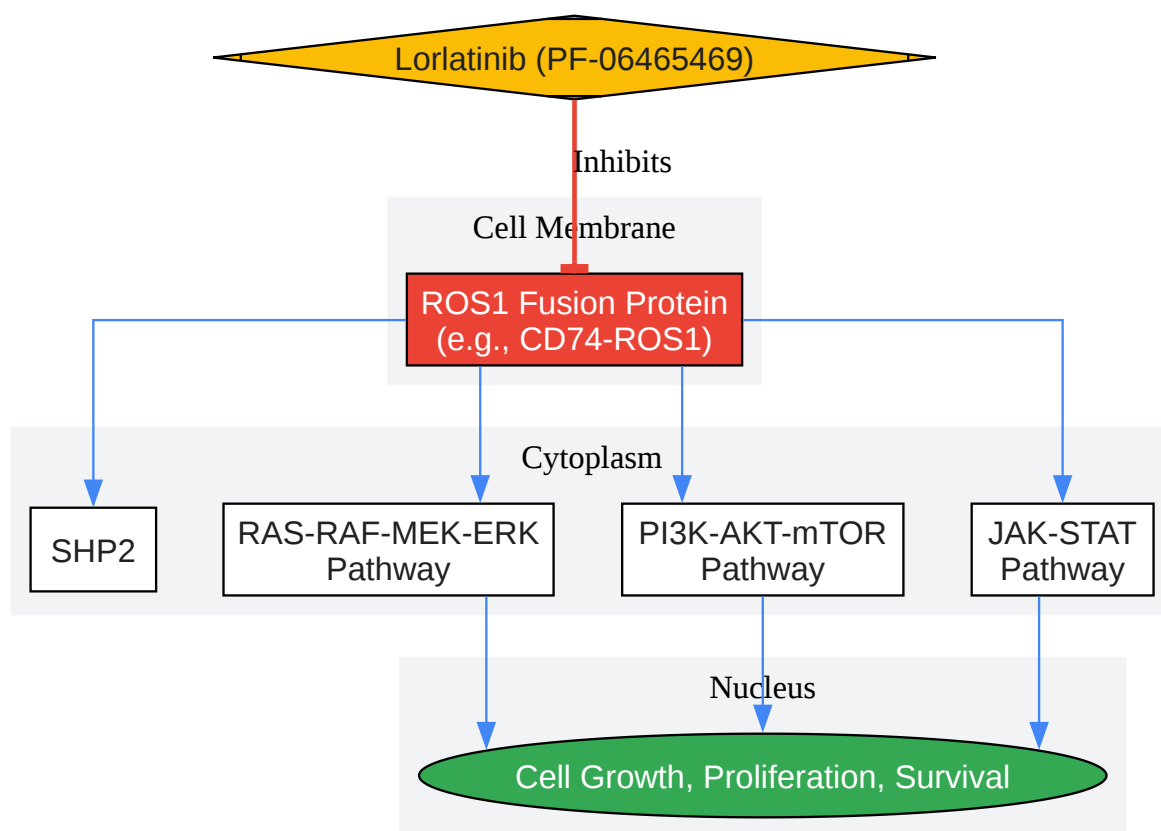 Lorlatinib (PF-06465469)
Inhibits
Cell Membrane
ROS1 Fusion Protein
(e.g., CD74-ROS1)
Cytoplasm
SHP2
RAS-RAF-MEK-ERK
Pathway
PI3K-AKT-mTOR
Pathway
JAK-STAT
Pathway
Nucleus
Cell Growth, Proliferation, Survival